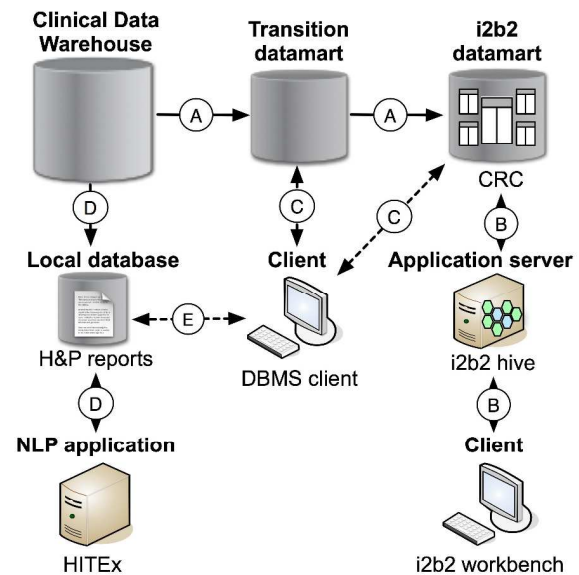 Clinical Data
Warehouse
Transition
datamart
i2b2
datamart
A
A
CRC
D
C
C
B
Local database
Client
Application server
E
H&P reports
DBMS client
i2b2 hive
D
B
NLP application
Client
HITEx
i2b2 workbench